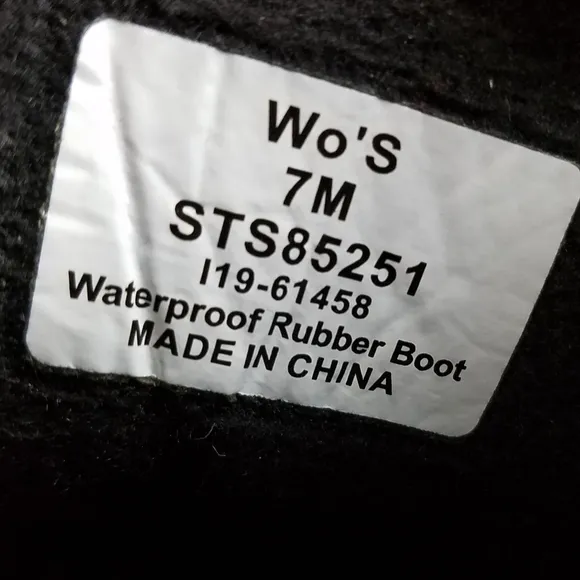 Wo'S
7M
STS85251
I19-61458
Waterproof Rubber Boot
MADE IN CHINA